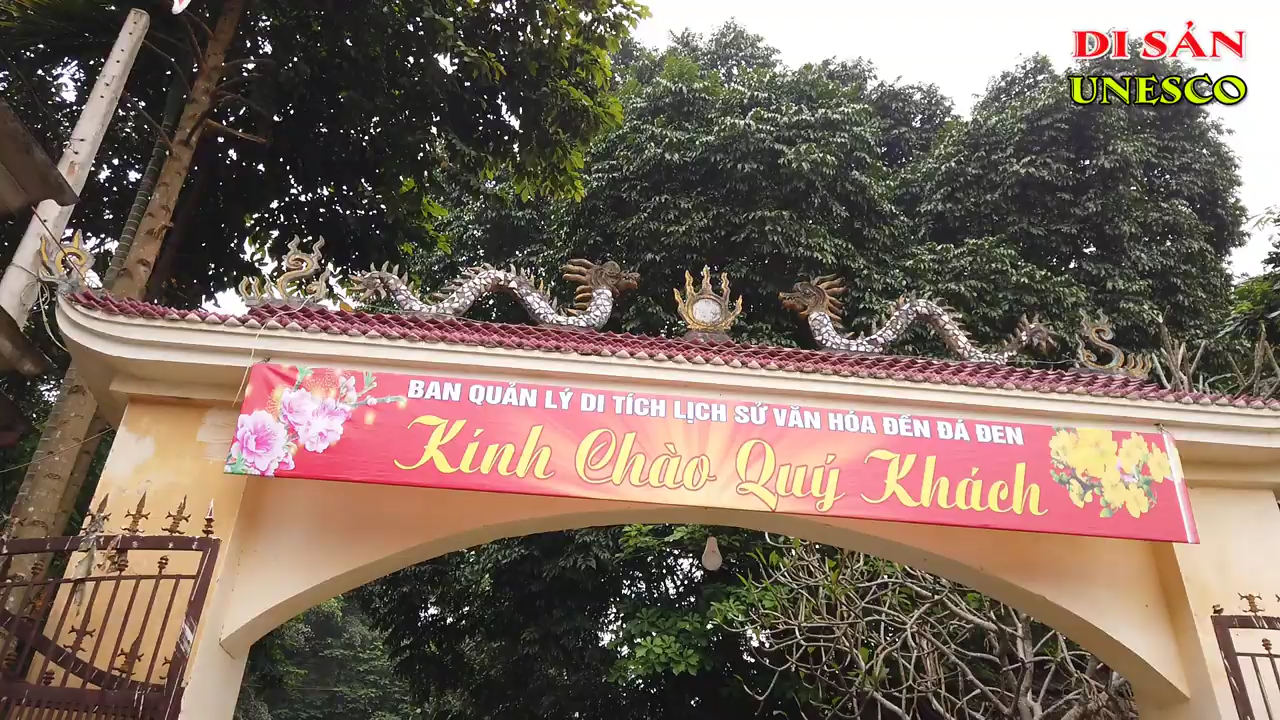 DI SẢN
UNESCO
BAN QUẢN LÝ DI TÍCH LỊCH SỬ VĂN HÓA ĐỀN ĐÁ ĐEN
Kính Chào Quý Khách